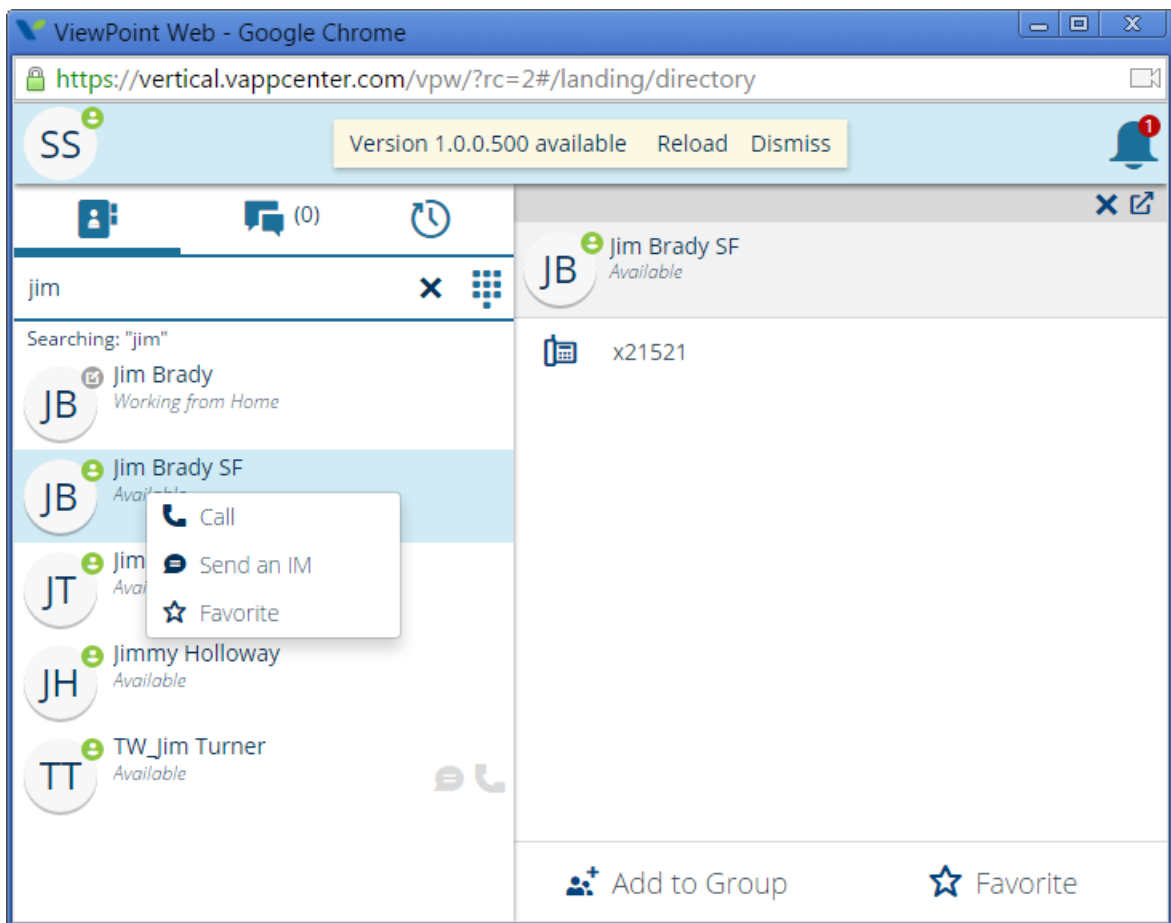 ViewPoint Web - Google Chrome
https://vertical.vappcenter.com/vpw/?rc=2#/landing/directory
SS
Version 1.0.0.500 available Reload Dismiss
1
(0)
jim
Searching: "jim"
JB
Jim Brady
Working from Home
JB
Jim Brady SF
Call
Send an IM
Favorite
JT
Jim
JH
Jimmy Holloway
Available
TT
TW_Jim Turner
Available
JB
Jim Brady SF
Available
x21521
Add to Group
Favorite